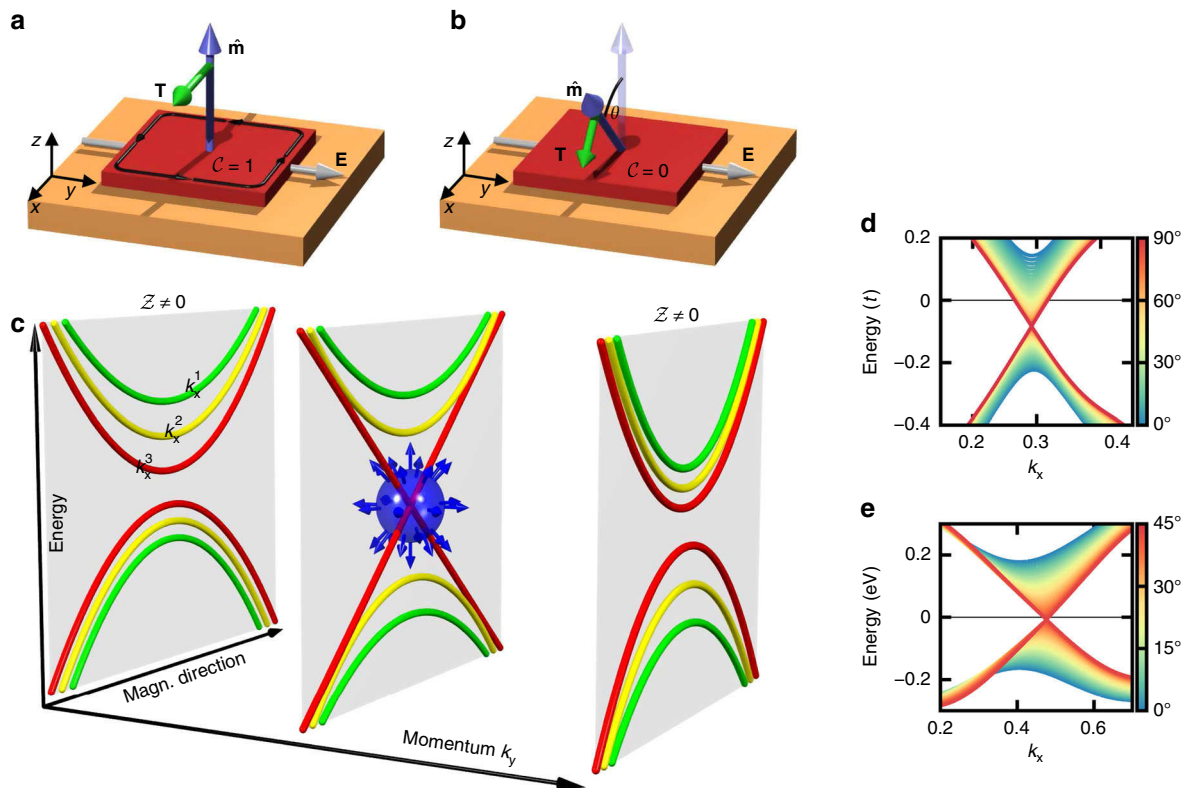 a
m̂
T
z
y
x
𝒞 = 1
E
b
m̂
θ
T
z
y
x
𝒞 = 0
E
c
𝒵 ≠ 0
𝒵 ≠ 0
k_x^1
k_x^2
k_x^3
Energy
Magn. direction
Momentum k_y
d
0.2
0
−0.2
−0.4
Energy (t)
0.2 0.3 0.4
k_x
90°
60°
30°
0°
e
0.2
0
−0.2
Energy (eV)
0.2 0.4 0.6
k_x
45°
30°
15°
0°